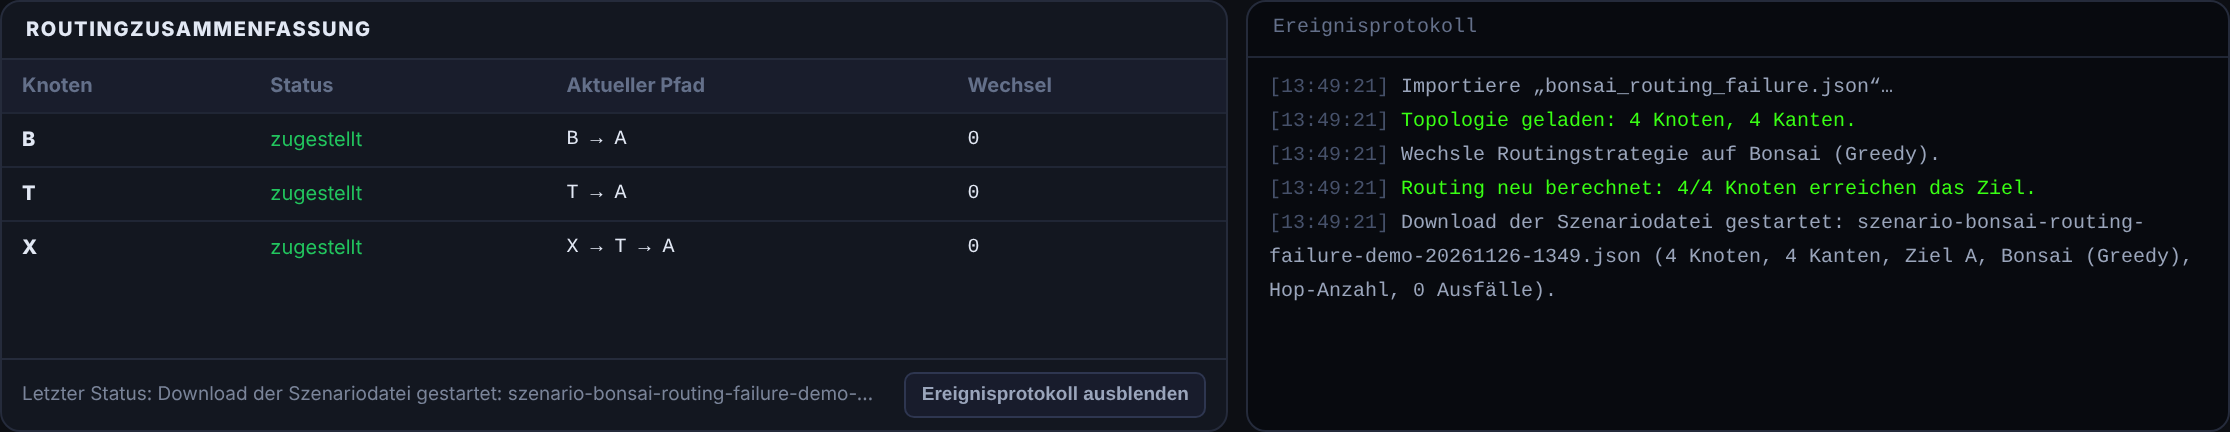 ROUTINGZUSAMMENFASSUNG
Knoten Status Aktueller Pfad Wechsel
B zugestellt B → A 0
T zugestellt T → A 0
X zugestellt X → T → A 0
Letzter Status: Download der Szenariodatei gestartet: szenario-bonsai-routing-failure-demo-...
Ereignisprotokoll ausblenden
Ereignisprotokoll
[13:49:21] Importiere „bonsai_routing_failure.json“…
[13:49:21] Topologie geladen: 4 Knoten, 4 Kanten.
[13:49:21] Wechsle Routingstrategie auf Bonsai (Greedy).
[13:49:21] Routing neu berechnet: 4/4 Knoten erreichen das Ziel.
[13:49:21] Download der Szenariodatei gestartet: szenario-bonsai-routing-
failure-demo-20261126-1349.json (4 Knoten, 4 Kanten, Ziel A, Bonsai (Greedy),
Hop-Anzahl, 0 Ausfälle).